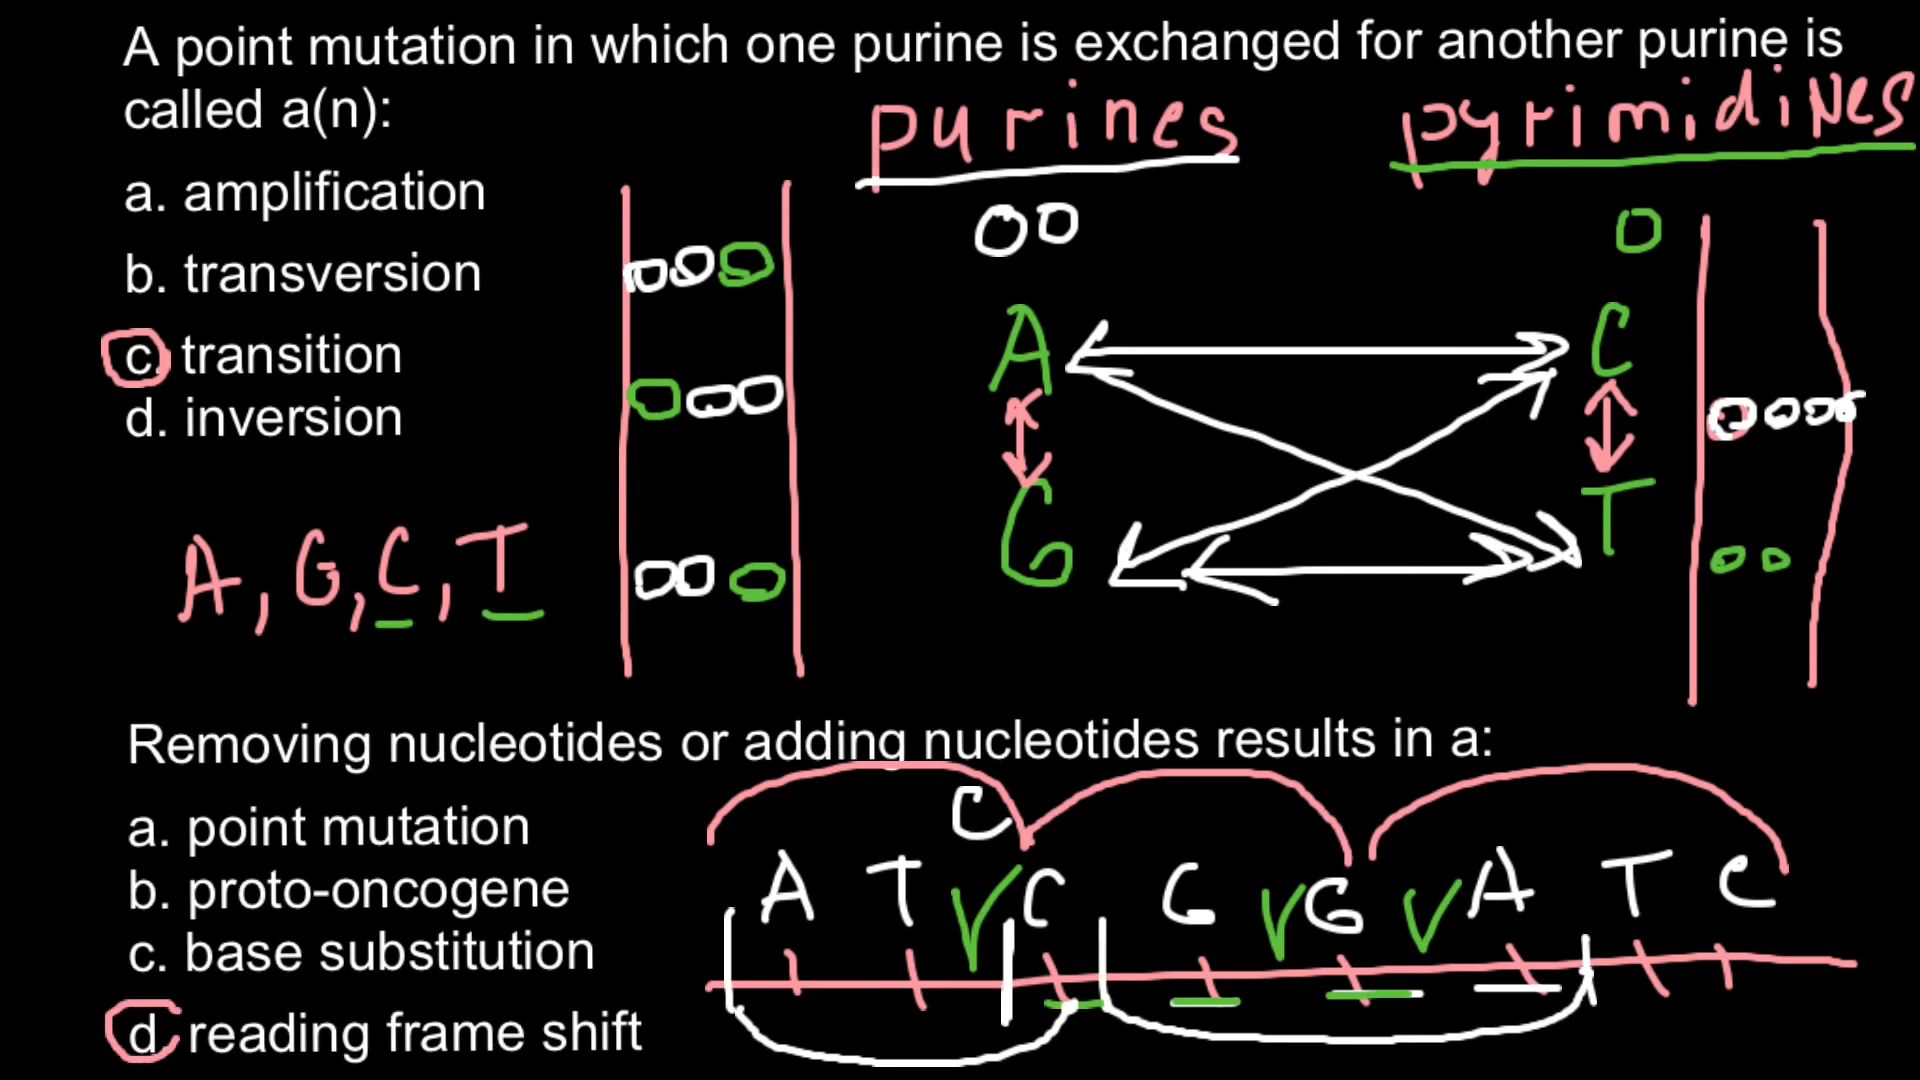 A point mutation in which one purine is exchanged for another purine is
called a(n):
purines
pyrimidines
a. amplification
b. transversion
c. transition
d. inversion
A C
G T
A, G, C, T
Removing nucleotides or adding nucleotides results in a:
a. point mutation
b. proto-oncogene
c. base substitution
d. reading frame shift
C
A T C G G A T C